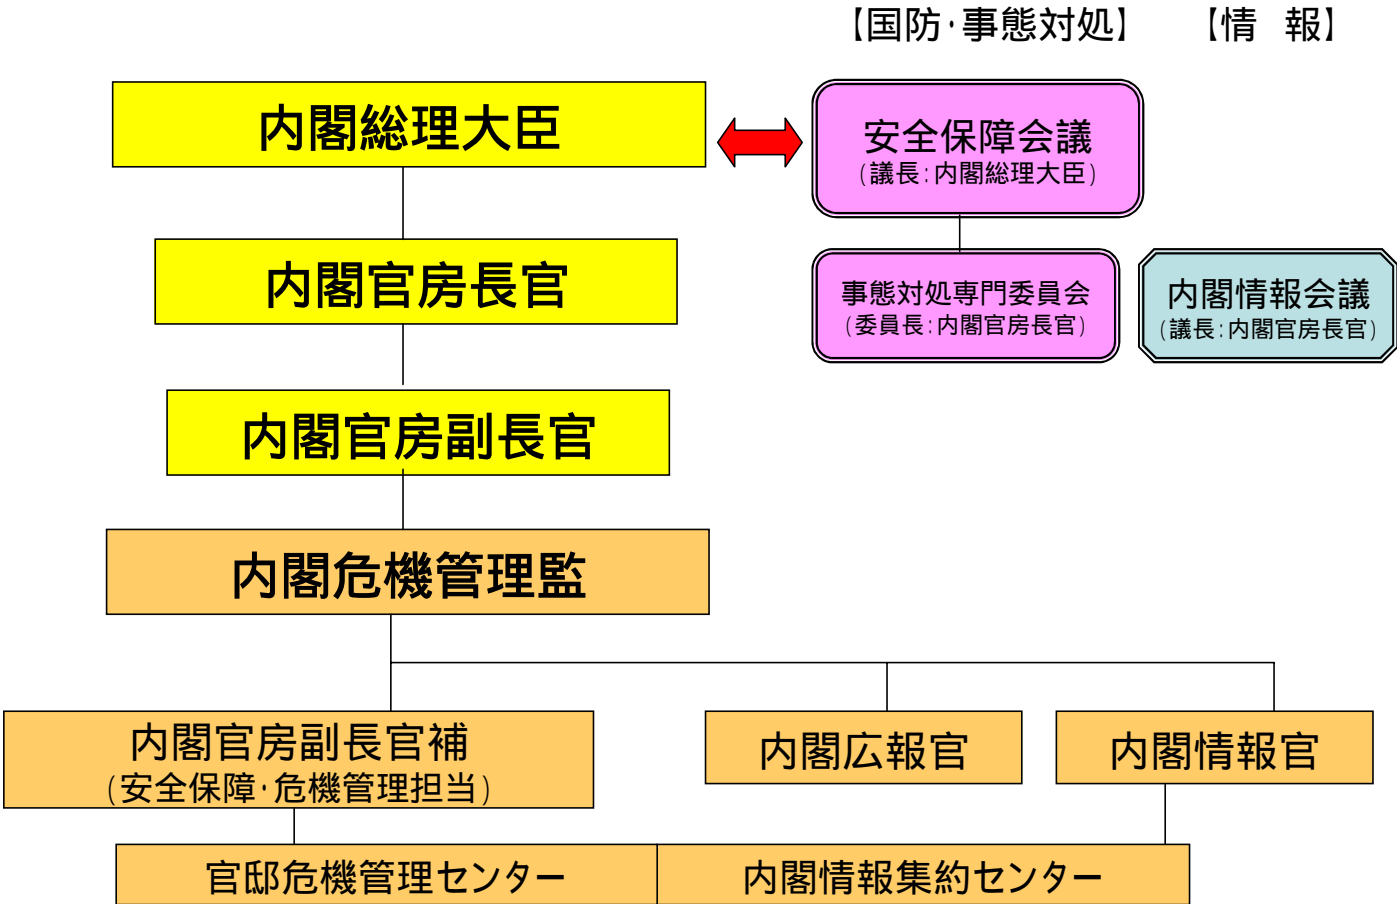 【国防・事態対処】 【情 報】
内閣総理大臣
安全保障会議
(議長:内閣総理大臣)
内閣官房長官
事態対処専門委員会
(委員長:内閣官房長官)
内閣情報会議
(議長:内閣官房長官)
内閣官房副長官
内閣危機管理監
内閣官房副長官補
(安全保障・危機管理担当)
内閣広報官
内閣情報官
官邸危機管理センター
内閣情報集約センター